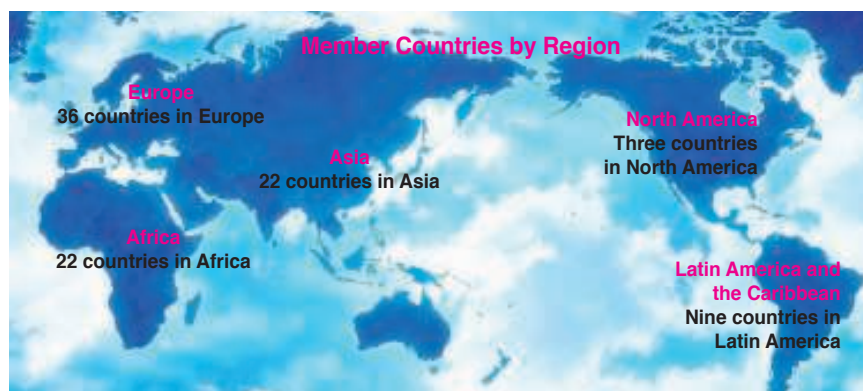 Member Countries by Region
Europe
36 countries in Europe
Asia
22 countries in Asia
Africa
22 countries in Africa
North America
Three countries
in North America
Latin America and
the Caribbean
Nine countries in
Latin America